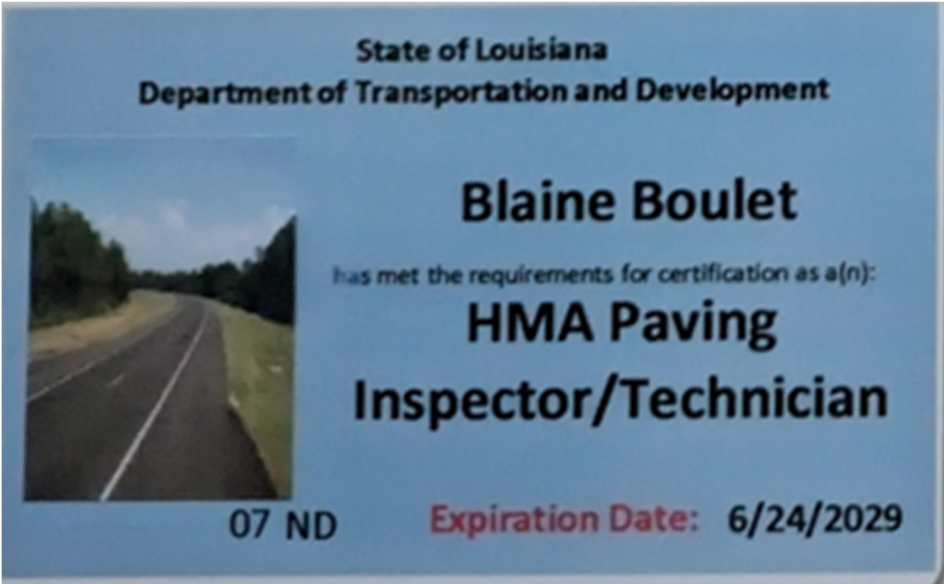 State of Louisiana
Department of Transportation and Development
Blaine Boulet
has met the requirements for certification as a(n):
HMA Paving
Inspector/Technician
07 ND Expiration Date: 6/24/2029